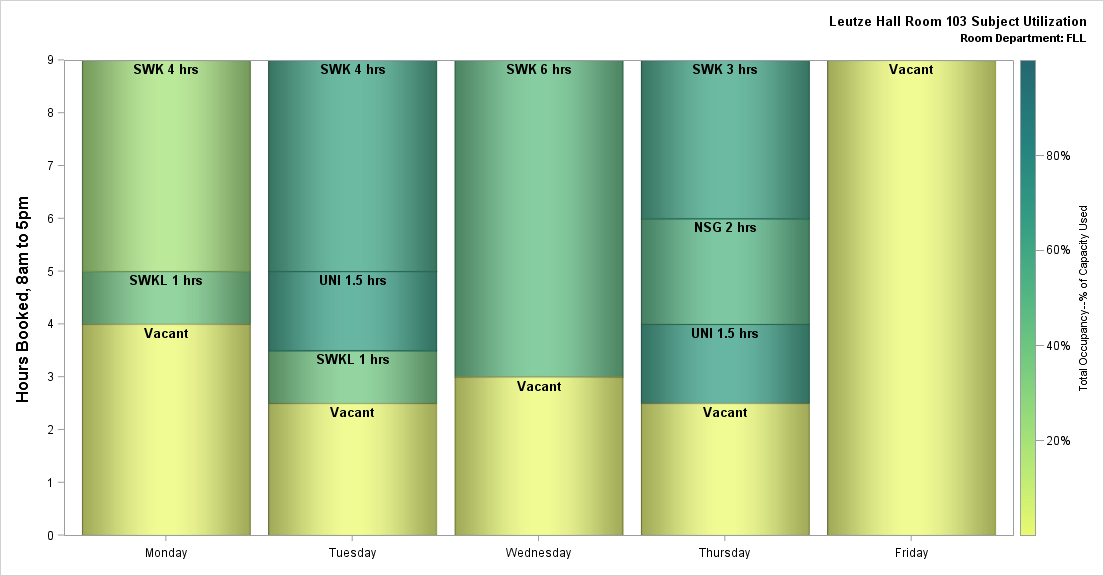 Leutze Hall Room 103 Subject Utilization
Room Department: FLL
Hours Booked, 8am to 5pm
9
8
7
6
5
4
3
2
1
0
SWK 4 hrs
SWKL 1 hrs
Vacant
SWK 4 hrs
UNI 1.5 hrs
SWKL 1 hrs
Vacant
SWK 6 hrs
Vacant
SWK 3 hrs
NSG 2 hrs
UNI 1.5 hrs
Vacant
Vacant
Monday
Tuesday
Wednesday
Thursday
Friday
80%
60%
40%
20%
Total Occupancy--% of Capacity Used